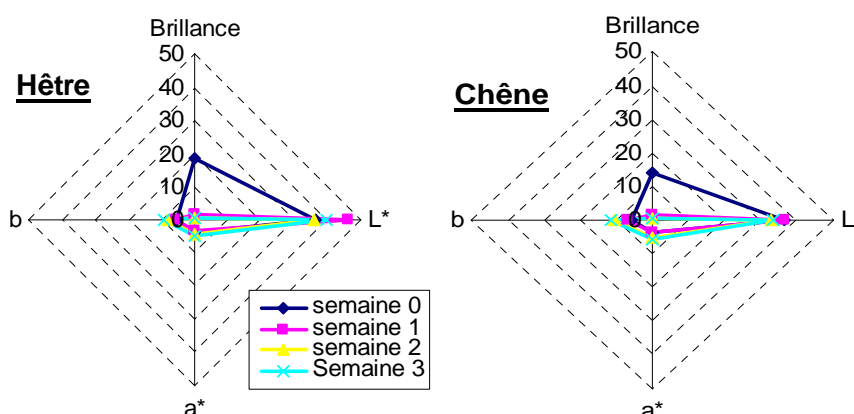 Hêtre
Brillance
50
40
30
20
10
0
b
L*
a*
semaine 0
semaine 1
semaine 2
Semaine 3
Chêne
Brillance
50
40
30
20
10
0
b
L
a*